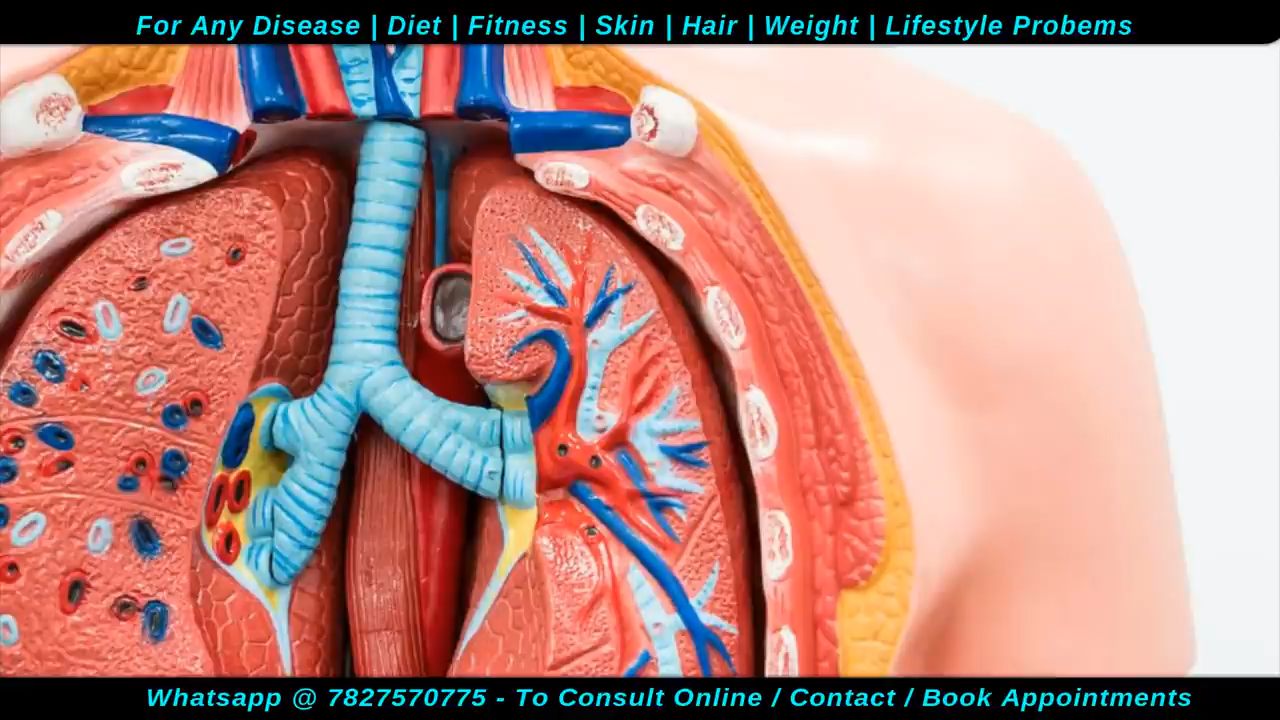 For Any Disease | Diet | Fitness | Skin | Hair | Weight | Lifestyle Probems
Whatsapp @ 7827570775 - To Consult Online / Contact / Book Appointments